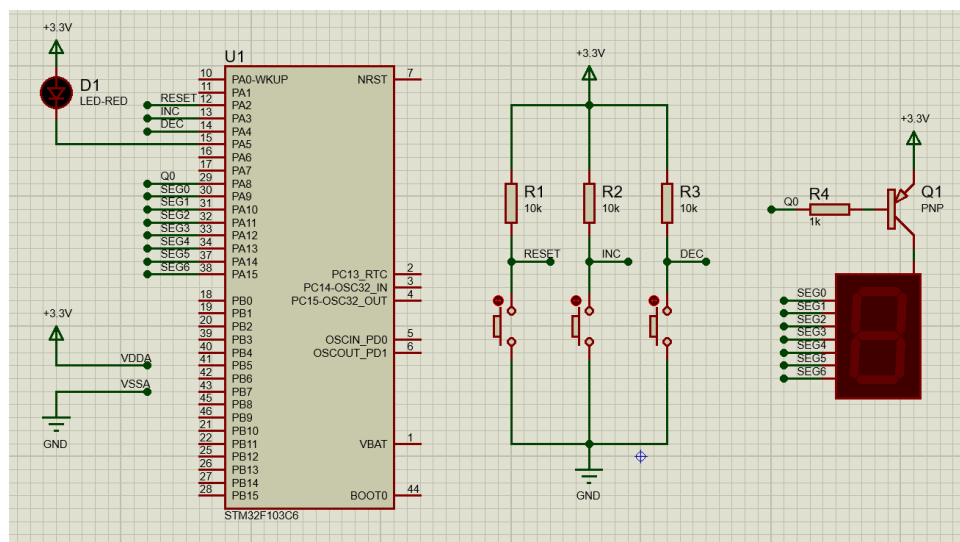 +3.3V
D1
LED-RED
U1
10 PA0-WKUP
11 PA1
RESET 12 PA2
INC 13 PA3
DEC 14 PA4
15 PA5
16 PA6
17 PA7
Q0 29 PA8
SEG0 30 PA9
SEG1 31 PA10
SEG2 32 PA11
SEG3 33 PA12
SEG4 34 PA13
SEG5 37 PA14
SEG6 38 PA15
18 PB0
19 PB1
20 PB2
39 PB3
40 PB4
41 PB5
42 PB6
43 PB7
45 PB8
46 PB9
21 PB10
22 PB11
25 PB12
26 PB13
27 PB14
28 PB15
NRST 7
PC13_RTC 2
PC14-OSC32_IN 3
PC15-OSC32_OUT 4
OSCIN_PD0 5
OSCOUT_PD1 6
VBAT 1
BOOT0 44
STM32F103C6
+3.3V
VDDA
VSSA
GND
+3.3V
R1
10k
R2
10k
R3
10k
RESET
INC
DEC
GND
+3.3V
Q0
R4
1k
Q1
PNP
SEG0
SEG1
SEG2
SEG3
SEG4
SEG5
SEG6